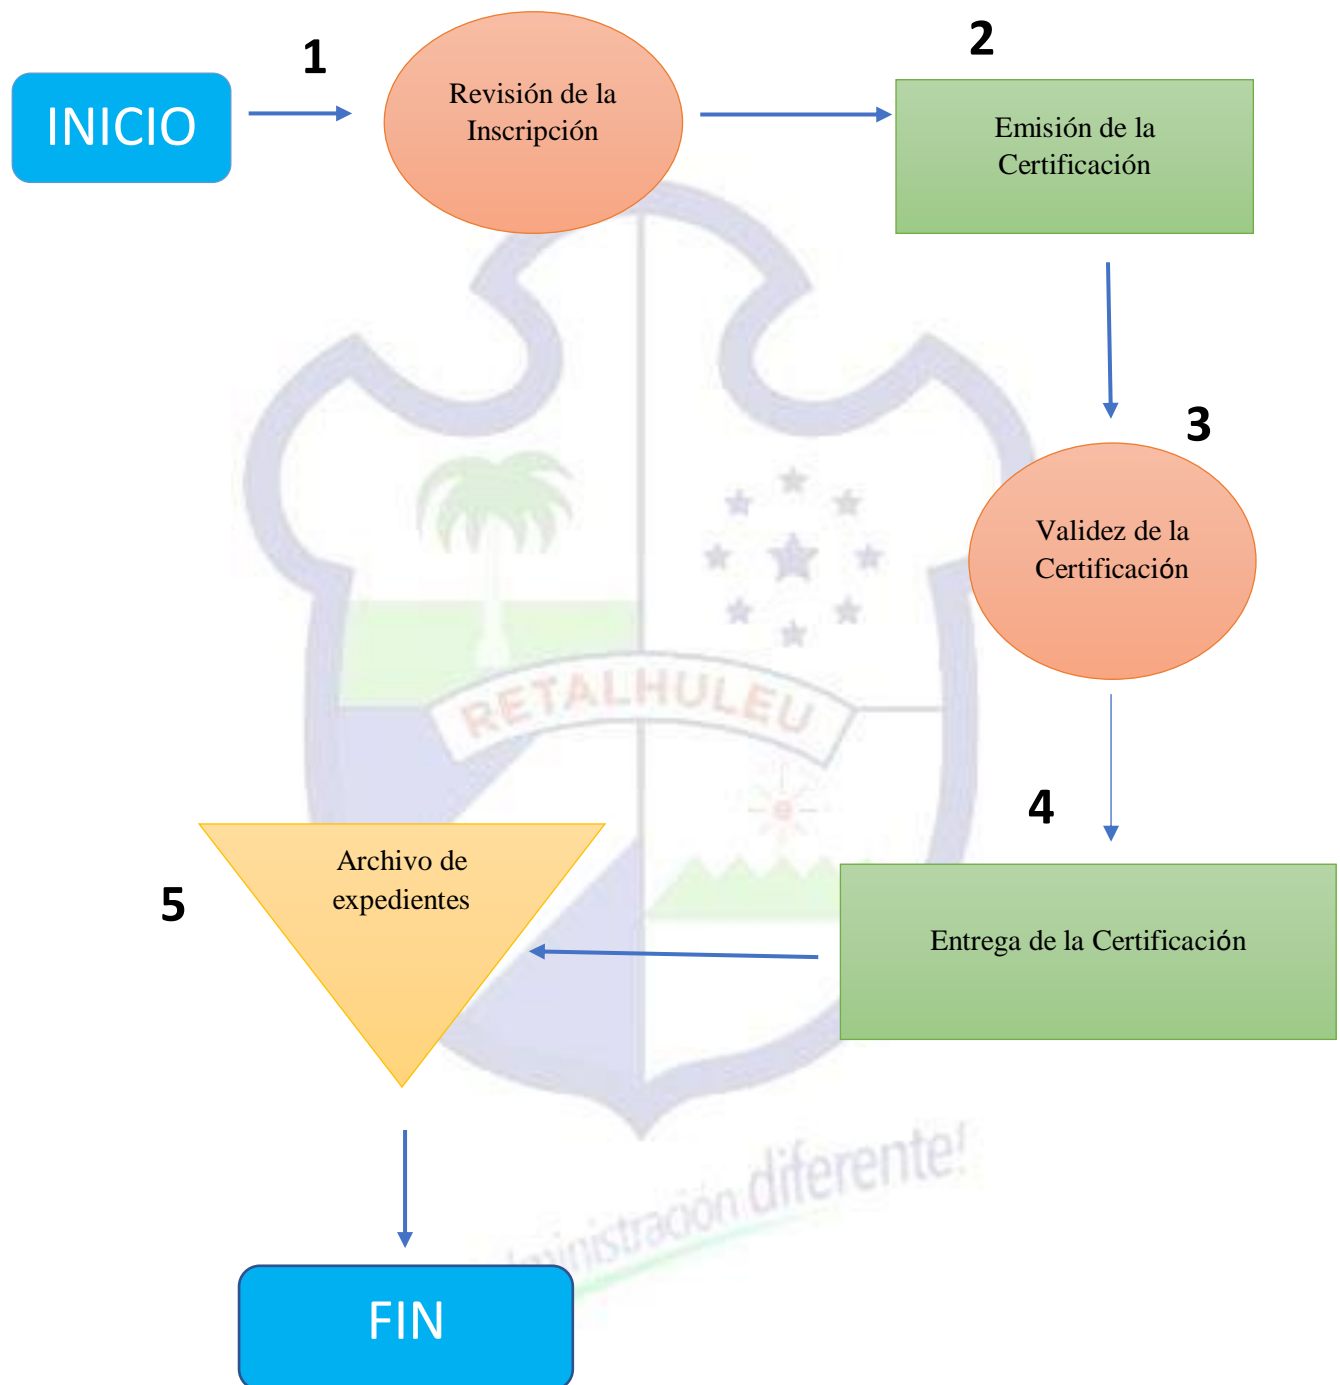 INICIO
1
Revisión de la
Inscripción
2
Emisión de la
Certificación
3
Validez de la
Certificación
4
Entrega de la Certificación
5
Archivo de
expedientes
FIN
RETALHULEU
diferente!